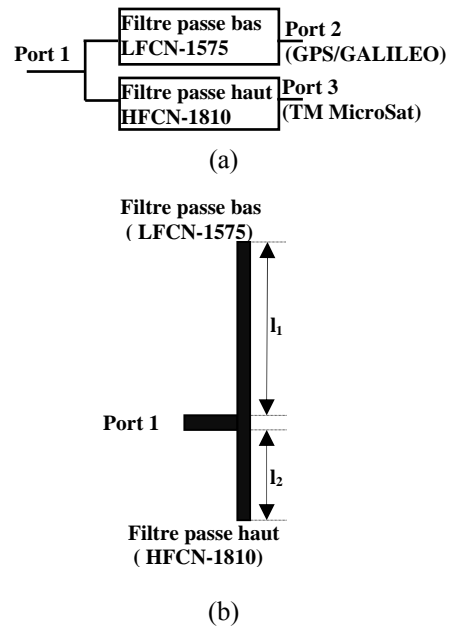 Port 1
Filtre passe bas
LFCN-1575
Port 2
(GPS/GALILEO)
Filtre passe haut
HFCN-1810
Port 3
(TM MicroSat)
(a)
Filtre passe bas
( LFCN-1575)
l₁
Port 1
l₂
Filtre passe haut
( HFCN-1810)
(b)